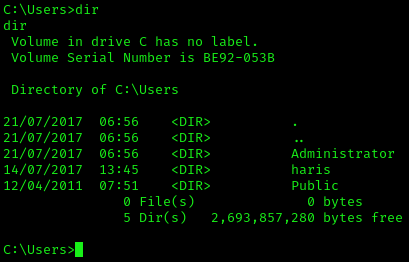 C:\Users>dir
dir
 Volume in drive C has no label.
 Volume Serial Number is BE92-053B

 Directory of C:\Users

21/07/2017  06:56    <DIR>          .
21/07/2017  06:56    <DIR>          ..
21/07/2017  06:56    <DIR>          Administrator
14/07/2017  13:45    <DIR>          haris
12/04/2011  07:51    <DIR>          Public
               0 File(s)              0 bytes
               5 Dir(s)   2,693,857,280 bytes free

C:\Users>